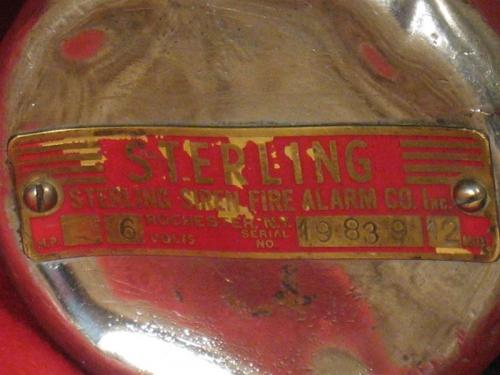 STERLING
STERLING SIREN FIRE ALARM CO. INC.
ROCHESTER, N.Y.
H.P. 6 VOLTS SERIAL NO 19839 12